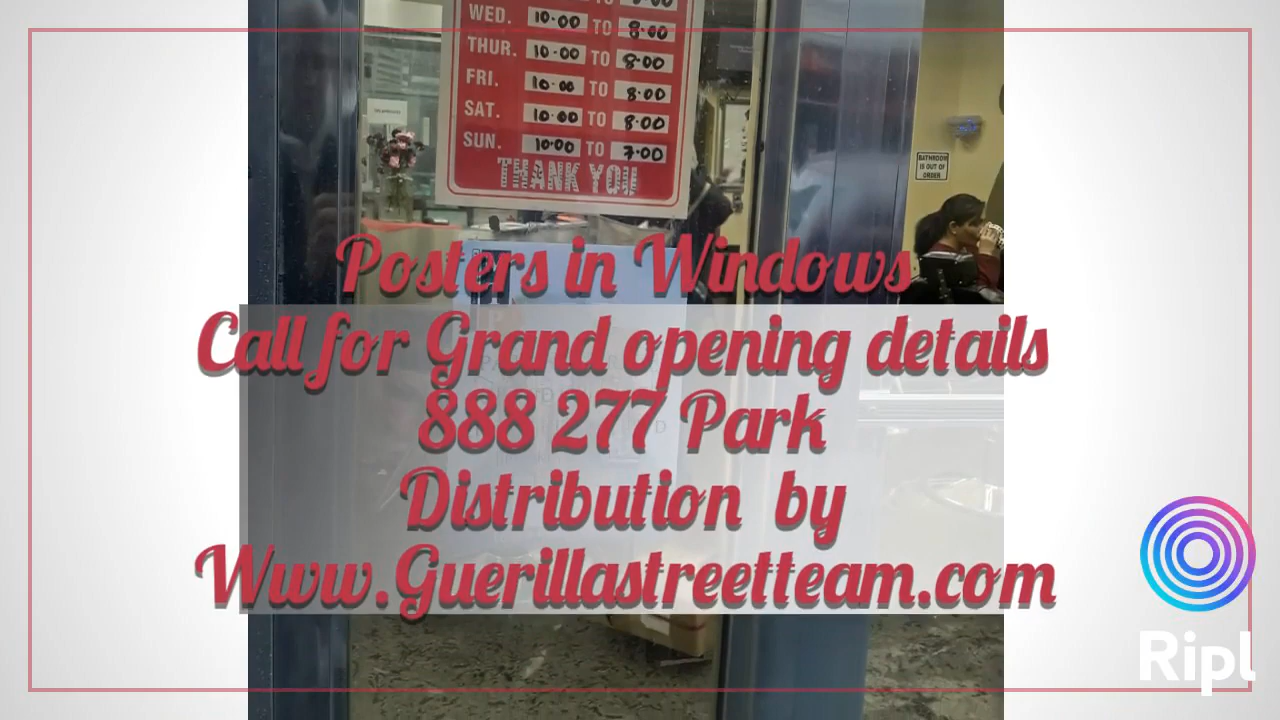 WED. 10-00 TO 8-00
THUR. 10-00 TO 8-00
FRI. 10-00 TO 8-00
SAT. 10-00 TO 8-00
SUN. 10-00 TO 7-00
THANK YOU
BATHROOM
IS OUT OF
ORDER
Posters in Windows
Call for Grand opening details
888 277 Park
Distribution by
Www.Guerillastreetteam.com
Ripl